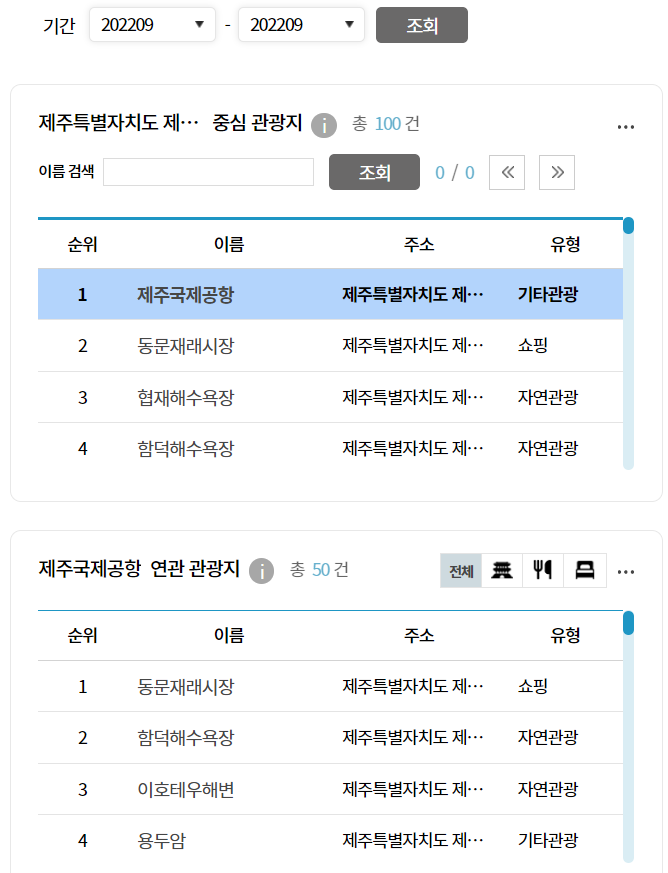 기간 202209 - 202209 조회
제주특별자치도 제··· 중심 관광지 i 총 100 건 ···
이름 검색 조회 0 / 0 « »
순위 이름 주소 유형
1 제주국제공항 제주특별자치도 제··· 기타관광
2 동문재래시장 제주특별자치도 제··· 쇼핑
3 협재해수욕장 제주특별자치도 제··· 자연관광
4 함덕해수욕장 제주특별자치도 제··· 자연관광
제주국제공항 연관 관광지 i 총 50 건 전체 ···
순위 이름 주소 유형
1 동문재래시장 제주특별자치도 제··· 쇼핑
2 함덕해수욕장 제주특별자치도 제··· 자연관광
3 이호테우해변 제주특별자치도 제··· 자연관광
4 용두암 제주특별자치도 제··· 기타관광